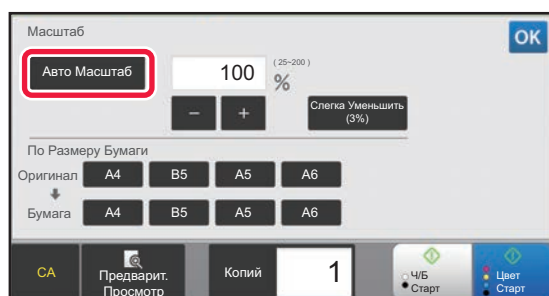 Масштаб
OK
Авто Масштаб
100
(25~200)
%
−
+
Слегка Уменьшить
(3%)
По Размеру Бумаги
Оригинал A4 B5 A5 A6
Бумага A4 B5 A5 A6
CA
Предварит.
Просмотр
Копий
1
Ч/Б
Старт
Цвет
Старт